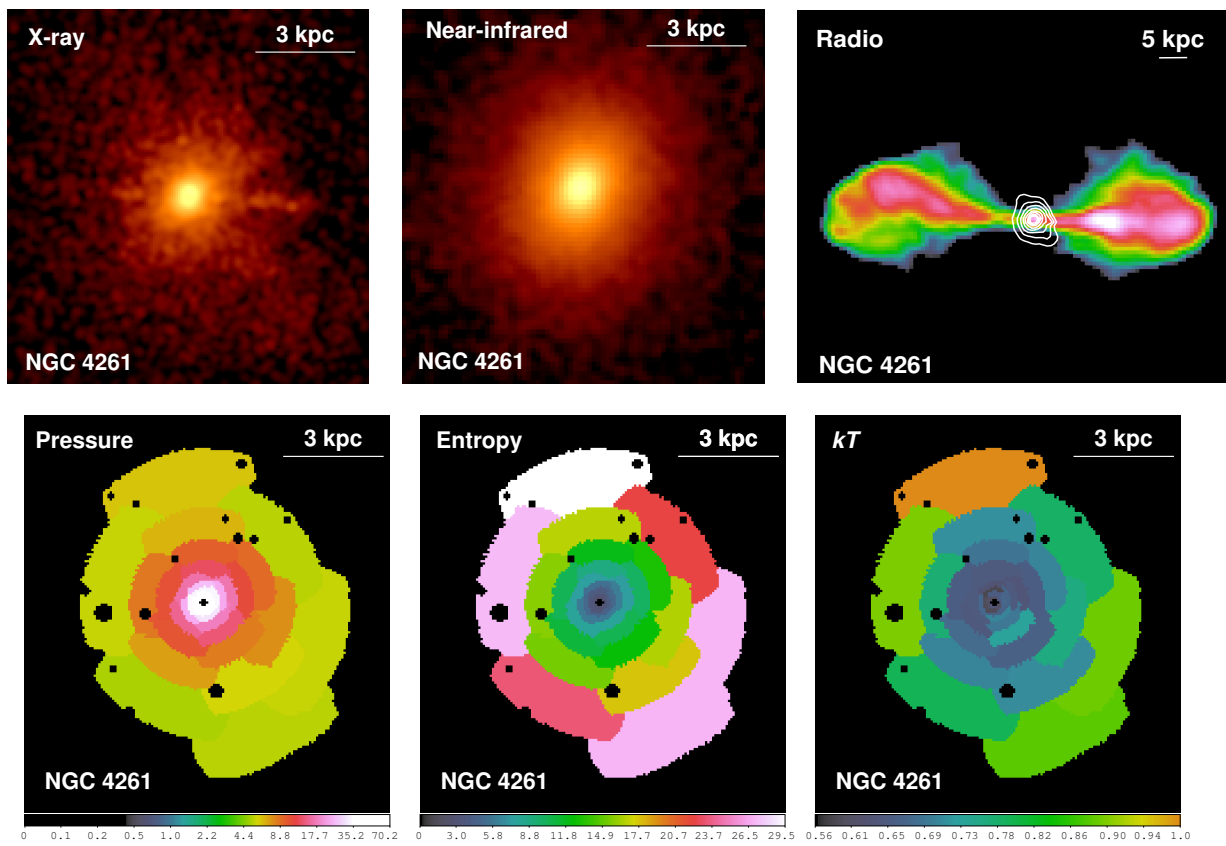 X-ray
3 kpc
NGC 4261
Near-infrared
3 kpc
NGC 4261
Radio
5 kpc
NGC 4261
Pressure
3 kpc
NGC 4261
0 0.1 0.2 0.5 1.0 2.2 4.4 8.8 17.7 35.2 70.2
Entropy
3 kpc
NGC 4261
0 3.0 5.8 8.8 11.8 14.9 17.9 20.7 23.7 26.5 29.5
kT
3 kpc
NGC 4261
0.56 0.61 0.65 0.69 0.73 0.78 0.82 0.86 0.90 0.94 1.0